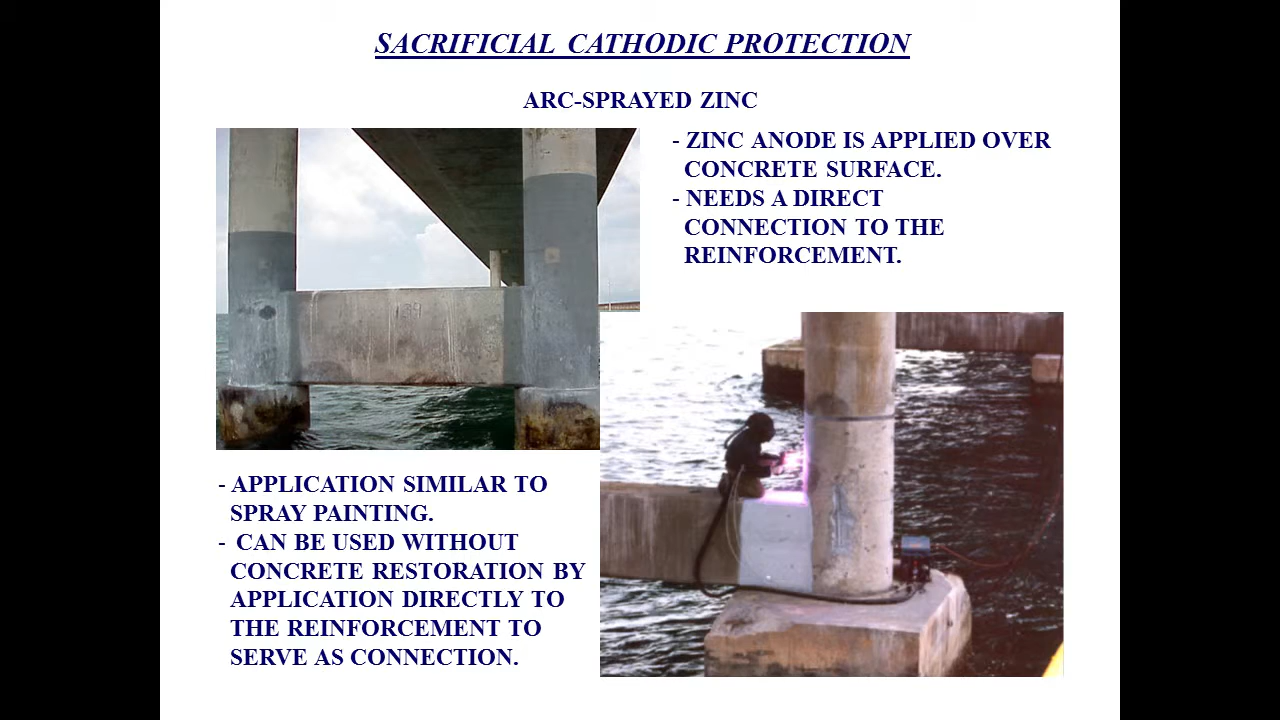 SACRIFICIAL CATHODIC PROTECTION
ARC-SPRAYED ZINC
- ZINC ANODE IS APPLIED OVER
CONCRETE SURFACE.
- NEEDS A DIRECT
CONNECTION TO THE
REINFORCEMENT.
- APPLICATION SIMILAR TO
SPRAY PAINTING.
- CAN BE USED WITHOUT
CONCRETE RESTORATION BY
APPLICATION DIRECTLY TO
THE REINFORCEMENT TO
SERVE AS CONNECTION.